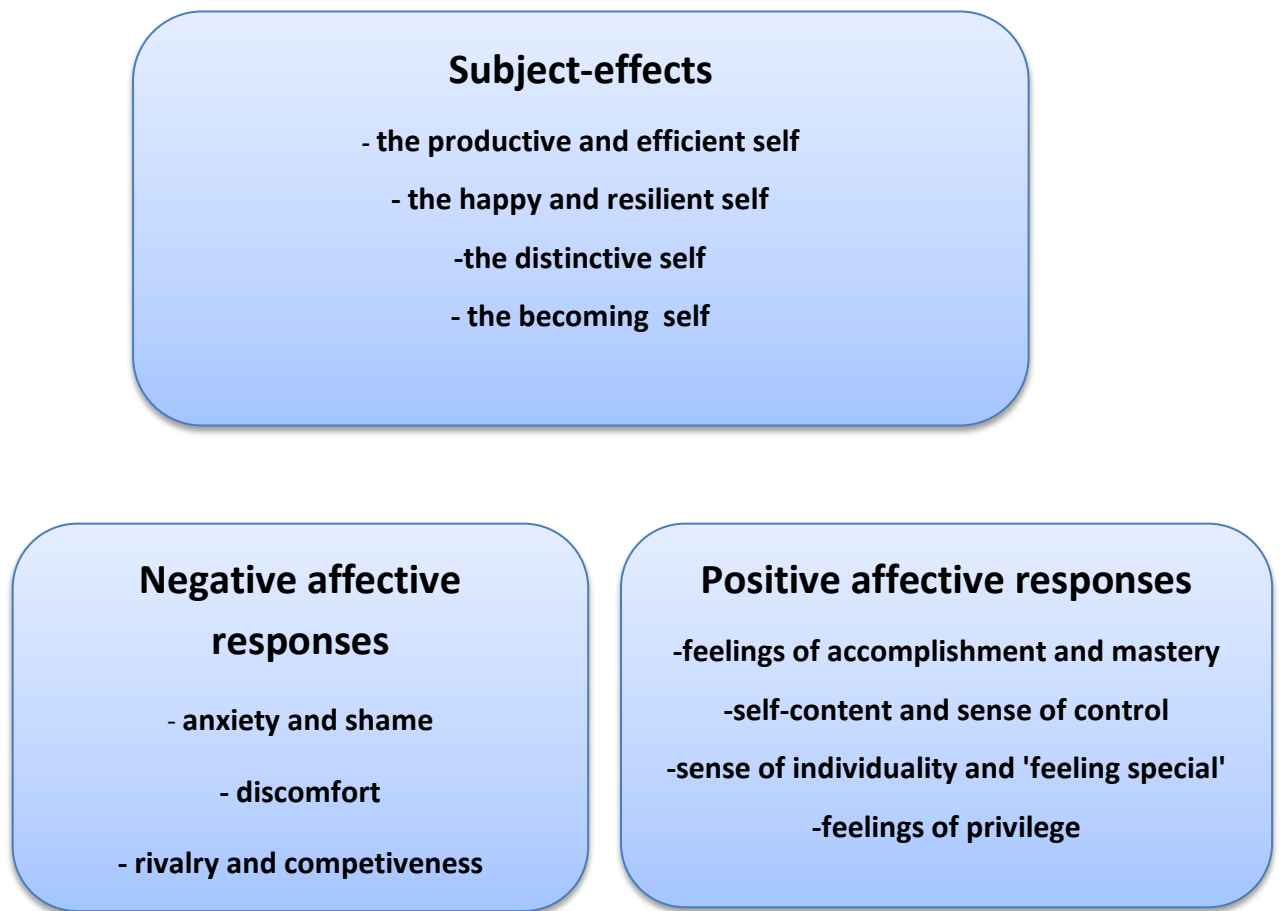 Subject-effects
- the productive and efficient self
- the happy and resilient self
-the distinctive self
- the becoming  self
Negative affective
responses
- anxiety and shame
- discomfort
- rivalry and competiveness
Positive affective responses
-feelings of accomplishment and mastery
-self-content and sense of control
-sense of individuality and 'feeling special'
-feelings of privilege